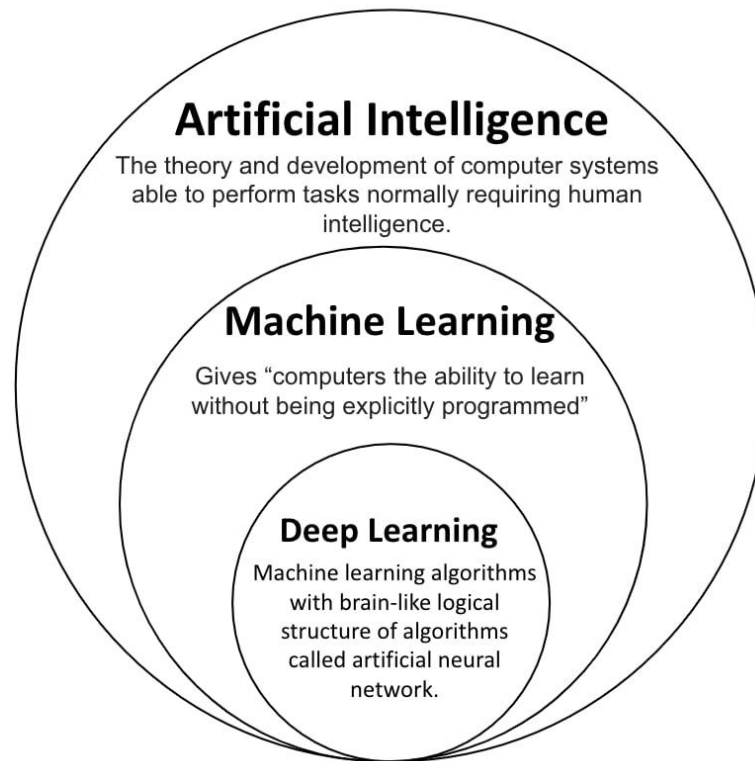 Artificial Intelligence
The theory and development of computer systems
able to perform tasks normally requiring human
intelligence.
Machine Learning
Gives “computers the ability to learn
without being explicitly programmed”
Deep Learning
Machine learning algorithms
with brain-like logical
structure of algorithms
called artificial neural
network.